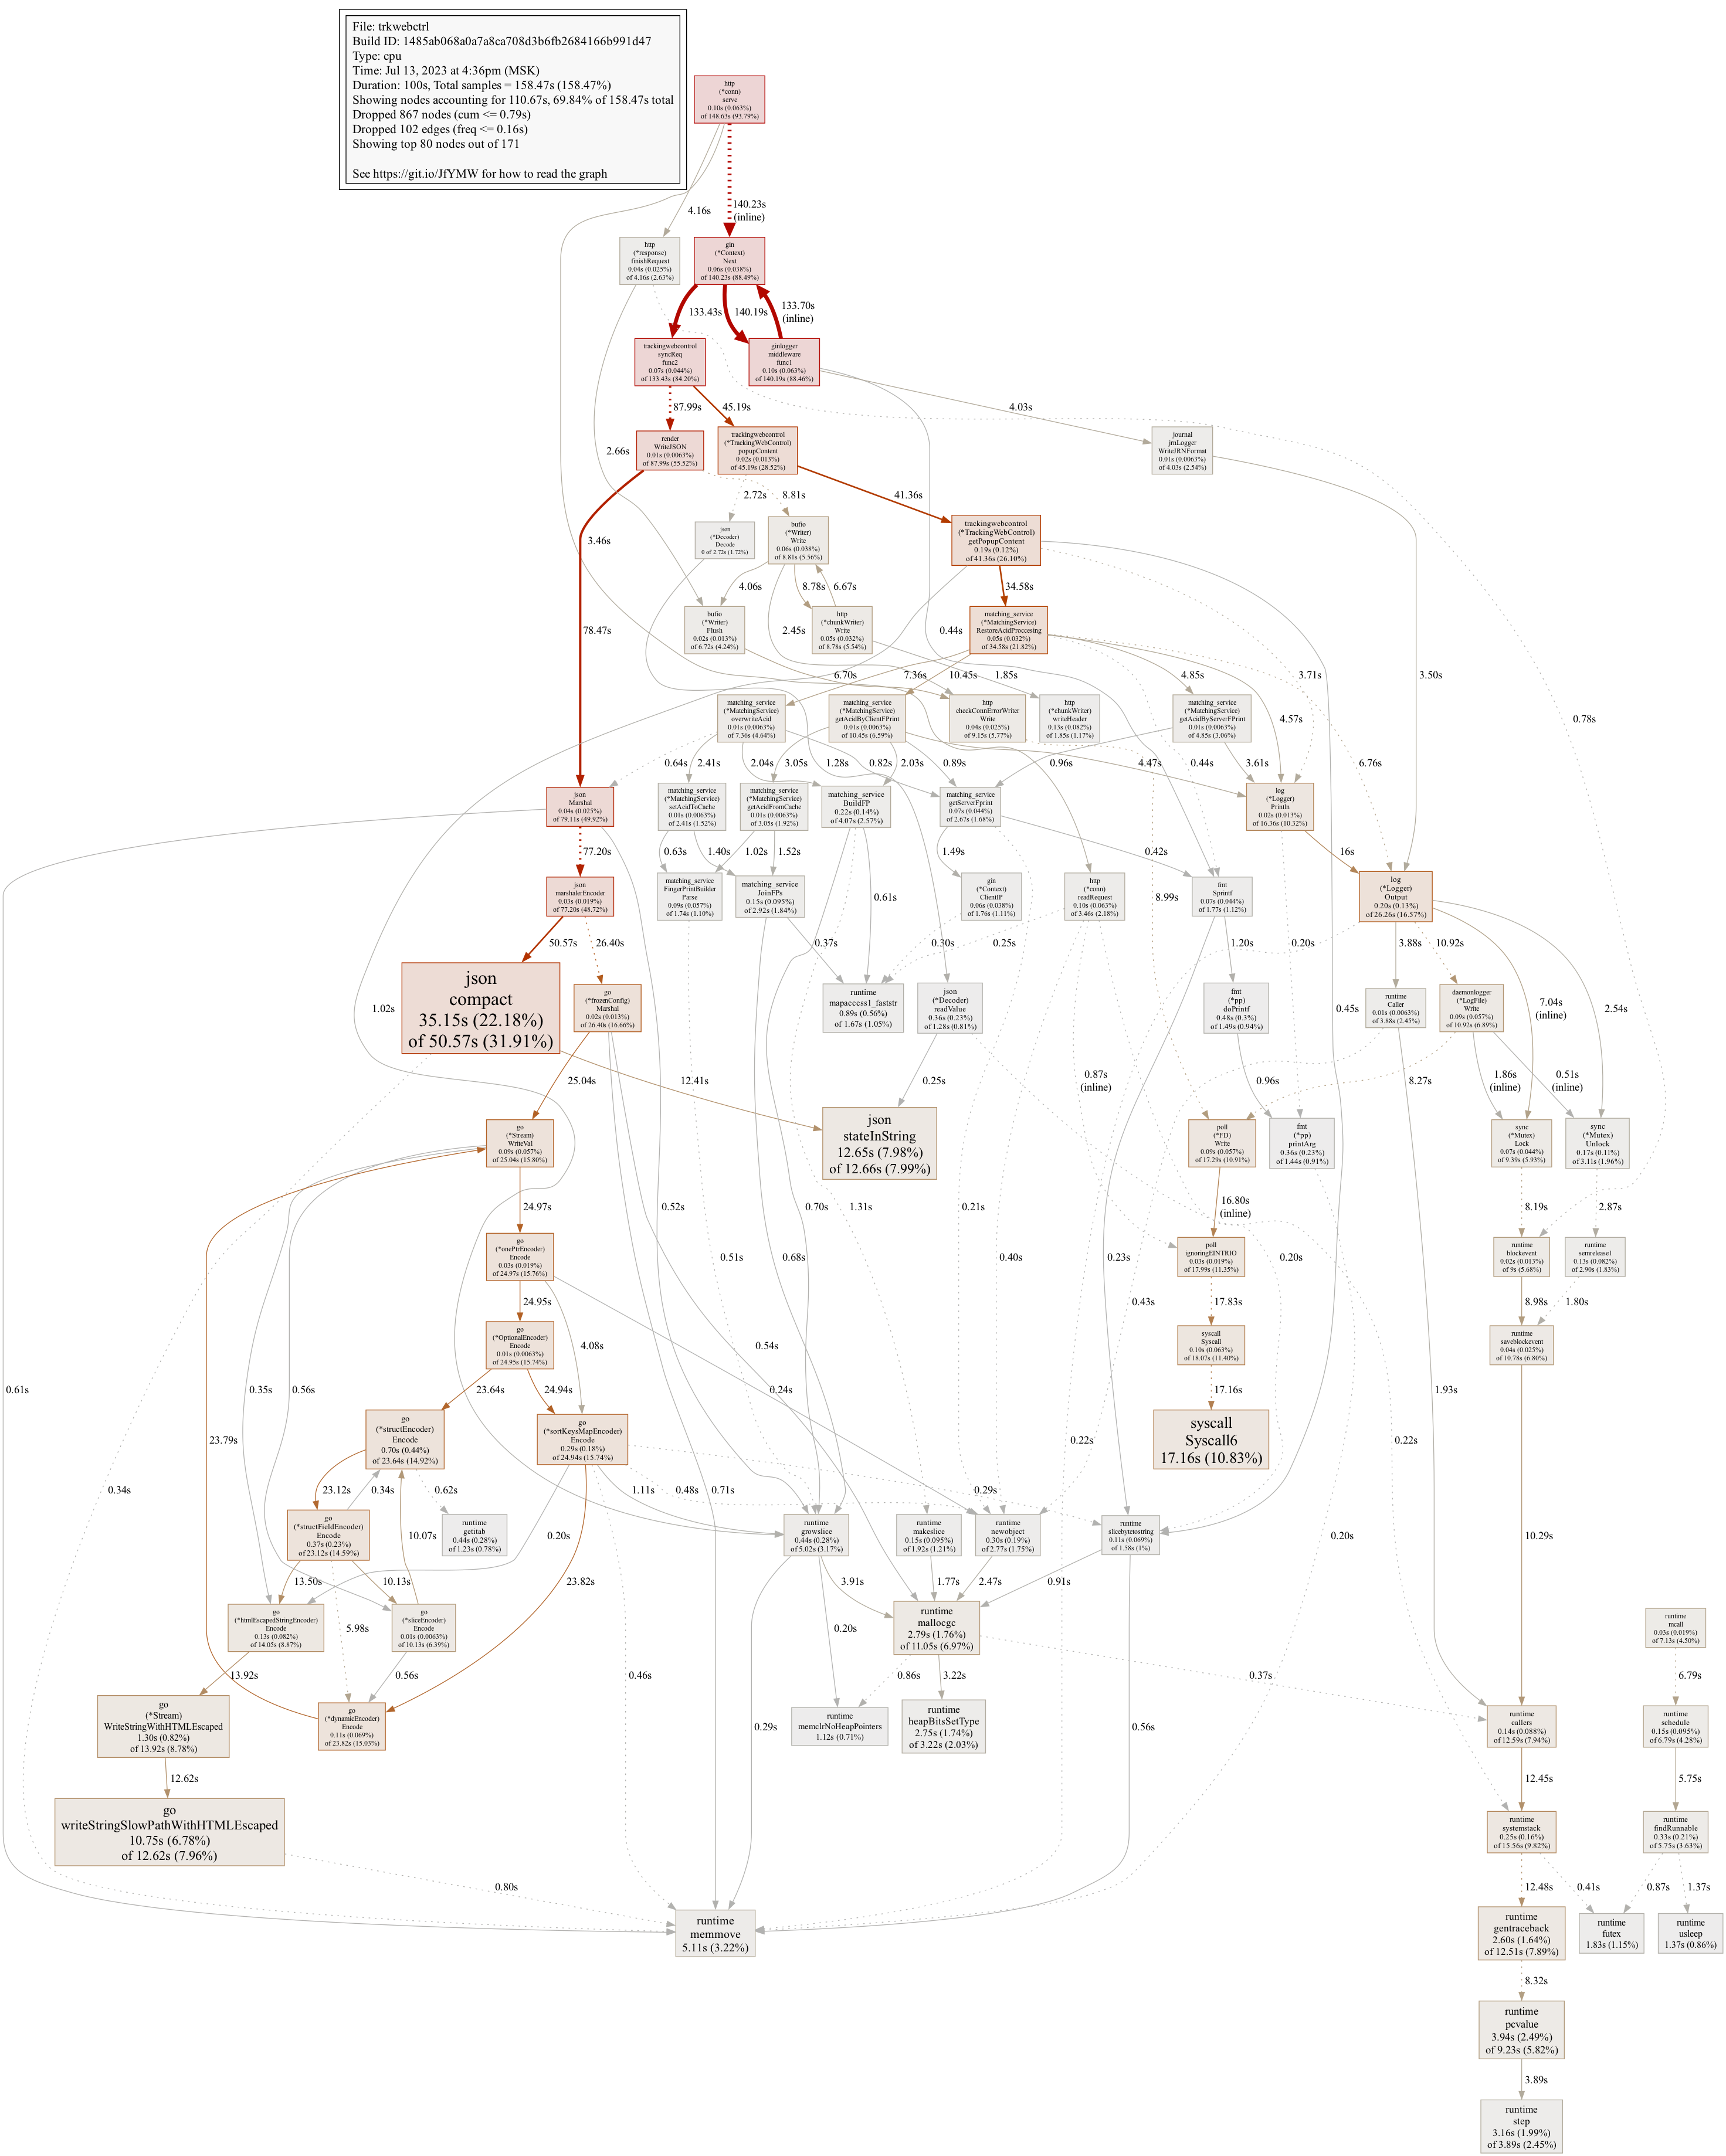 File: trkwebctrl
Build ID: 1485ab068a0a7a8ca708d3b6fb2684166b991d47
Type: cpu
Time: Jul 13, 2023 at 4:36pm (MSK)
Duration: 100s, Total samples = 158.47s (158.47%)
Showing nodes accounting for 110.67s, 69.84% of 158.47s total
Dropped 867 nodes (cum <= 0.79s)
Dropped 102 edges (freq <= 0.16s)
Showing top 80 nodes out of 171
See https://git.io/JfYMW for how to read the graph
http
(*conn)
serve
0.10s (0.063%)
of 148.63s (93.79%)
4.16s
140.23s
(inline)
http
(*response)
finishRequest
0.04s (0.025%)
of 4.16s (2.63%)
gin
(*Context)
Next
0.06s (0.038%)
of 140.23s (88.49%)
133.43s
140.19s
133.70s
(inline)
trackingwebcontrol
syncReq
func2
0.07s (0.044%)
of 133.43s (84.20%)
ginlogger
middleware
func1
0.10s (0.063%)
of 140.19s (88.46%)
87.99s
45.19s
4.03s
render
WriteJSON
0.01s (0.0063%)
of 87.99s (55.52%)
trackingwebcontrol
(*TrackingWebControl)
popupContent
0.02s (0.013%)
of 45.19s (28.52%)
journal
jrnLogger
WriteJRNFormat
0.01s (0.0063%)
of 4.03s (2.54%)
2.66s
2.72s
8.81s
41.36s
3.46s
json
(*Decoder)
Decode
0 of 2.72s (1.72%)
bufio
(*Writer)
Write
0.06s (0.038%)
of 8.81s (5.56%)
trackingwebcontrol
(*TrackingWebControl)
getPopupContent
0.19s (0.12%)
of 41.36s (26.10%)
4.06s
8.78s
6.67s
34.58s
78.47s
bufio
(*Writer)
Flush
0.02s (0.013%)
of 6.72s (4.24%)
2.45s
http
(*chunkWriter)
Write
0.05s (0.032%)
of 8.78s (5.54%)
0.44s
matching_service
(*MatchingService)
RestoreAcidProccesing
0.05s (0.032%)
of 34.58s (21.82%)
6.70s
7.36s
10.45s
1.85s
4.85s
3.71s
3.50s
matching_service
(*MatchingService)
overwriteAcid
0.01s (0.0063%)
of 7.36s (4.64%)
matching_service
(*MatchingService)
getAcidByClientFPrint
0.01s (0.0063%)
of 10.45s (6.59%)
http
checkConnErrorWriter
Write
0.04s (0.025%)
of 9.15s (5.77%)
http
(*chunkWriter)
writeHeader
0.13s (0.082%)
of 1.85s (1.17%)
matching_service
(*MatchingService)
getAcidByServerFPrint
0.01s (0.0063%)
of 4.85s (3.06%)
4.57s
0.78s
0.64s
2.41s
2.04s
3.05s
1.28s
0.82s
2.03s
0.89s
0.96s
4.47s
0.44s
3.61s
6.76s
json
Marshal
0.04s (0.025%)
of 79.11s (49.92%)
matching_service
(*MatchingService)
setAcidToCache
0.01s (0.0063%)
of 2.41s (1.52%)
matching_service
(*MatchingService)
getAcidFromCache
0.01s (0.0063%)
of 3.05s (1.92%)
matching_service
BuildFP
0.22s (0.14%)
of 4.07s (2.57%)
matching_service
getServerFprint
0.07s (0.044%)
of 2.67s (1.68%)
log
(*Logger)
Println
0.02s (0.013%)
of 16.36s (10.32%)
77.20s
0.63s
1.40s
1.02s
1.52s
1.49s
0.42s
16s
json
marshalerEncoder
0.03s (0.019%)
of 77.20s (48.72%)
matching_service
FingerPrintBuilder
Parse
0.09s (0.057%)
of 1.74s (1.10%)
matching_service
JoinFPs
0.15s (0.095%)
of 2.92s (1.84%)
0.61s
gin
(*Context)
ClientIP
0.06s (0.038%)
of 1.76s (1.11%)
http
(*conn)
readRequest
0.10s (0.063%)
of 3.46s (2.18%)
8.99s
fmt
Sprintf
0.07s (0.044%)
of 1.77s (1.12%)
log
(*Logger)
Output
0.20s (0.13%)
of 26.26s (16.57%)
50.57s
26.40s
0.37s
0.30s
0.25s
1.20s
0.20s
3.88s
10.92s
json
compact
35.15s (22.18%)
of 50.57s (31.91%)
go
(*frozenConfig)
Marshal
0.02s (0.013%)
of 26.40s (16.66%)
1.02s
runtime
mapaccess1_faststr
0.89s (0.56%)
of 1.67s (1.05%)
json
(*Decoder)
readValue
0.36s (0.23%)
of 1.28s (0.81%)
fmt
(*pp)
doPrintf
0.48s (0.3%)
of 1.49s (0.94%)
0.45s
runtime
Caller
0.01s (0.0063%)
of 3.88s (2.45%)
daemonlogger
(*LogFile)
Write
0.09s (0.057%)
of 10.92s (6.89%)
7.04s
(inline)
2.54s
25.04s
12.41s
0.25s
0.87s
(inline)
0.96s
8.27s
1.86s
(inline)
0.51s
(inline)
go
(*Stream)
WriteVal
0.09s (0.057%)
of 25.04s (15.80%)
json
stateInString
12.65s (7.98%)
of 12.66s (7.99%)
poll
(*FD)
Write
0.09s (0.057%)
of 17.29s (10.91%)
fmt
(*pp)
printArg
0.36s (0.23%)
of 1.44s (0.91%)
sync
(*Mutex)
Lock
0.07s (0.044%)
of 9.39s (5.93%)
sync
(*Mutex)
Unlock
0.17s (0.11%)
of 3.11s (1.96%)
24.97s
0.52s
0.70s
1.31s
0.21s
16.80s
(inline)
8.19s
2.87s
go
(*onePtrEncoder)
Encode
0.03s (0.019%)
of 24.97s (15.76%)
0.51s
0.68s
0.40s
0.23s
poll
ignoringEINTRIO
0.03s (0.019%)
of 17.99s (11.35%)
0.20s
runtime
blockevent
0.02s (0.013%)
of 9s (5.68%)
runtime
semrelease1
0.13s (0.082%)
of 2.90s (1.83%)
24.95s
0.43s
17.83s
8.98s
1.80s
go
(*OptionalEncoder)
Encode
0.01s (0.0063%)
of 24.95s (15.74%)
4.08s
0.54s
syscall
Syscall
0.10s (0.063%)
of 18.07s (11.40%)
runtime
saveblockevent
0.04s (0.025%)
of 10.78s (6.80%)
0.61s
0.35s
0.56s
23.64s
24.94s
0.24s
17.16s
1.93s
23.79s
go
(*structEncoder)
Encode
0.70s (0.44%)
of 23.64s (14.92%)
go
(*sortKeysMapEncoder)
Encode
0.29s (0.18%)
of 24.94s (15.74%)
0.22s
syscall
Syscall6
17.16s (10.83%)
0.22s
0.34s
23.12s
0.34s
0.62s
1.11s
0.71s
0.48s
0.29s
go
(*structFieldEncoder)
Encode
0.37s (0.23%)
of 23.12s (14.59%)
10.07s
runtime
getitab
0.44s (0.28%)
of 1.23s (0.78%)
0.20s
runtime
growslice
0.44s (0.28%)
of 5.02s (3.17%)
runtime
makeslice
0.15s (0.095%)
of 1.92s (1.21%)
runtime
newobject
0.30s (0.19%)
of 2.77s (1.75%)
runtime
slicebytetostring
0.11s (0.069%)
of 1.58s (1%)
0.20s
10.29s
13.50s
10.13s
23.82s
3.91s
1.77s
2.47s
0.91s
go
(*htmlEscapedStringEncoder)
Encode
0.13s (0.082%)
of 14.05s (8.87%)
5.98s
go
(*sliceEncoder)
Encode
0.01s (0.0063%)
of 10.13s (6.39%)
0.20s
runtime
mallocgc
2.79s (1.76%)
of 11.05s (6.97%)
runtime
mcall
0.03s (0.019%)
of 7.13s (4.50%)
13.92s
0.56s
0.46s
0.86s
3.22s
0.37s
6.79s
go
(*Stream)
WriteStringWithHTMLEscaped
1.30s (0.82%)
of 13.92s (8.78%)
go
(*dynamicEncoder)
Encode
0.11s (0.069%)
of 23.82s (15.03%)
0.29s
runtime
memclrNoHeapPointers
1.12s (0.71%)
runtime
heapBitsSetType
2.75s (1.74%)
of 3.22s (2.03%)
0.56s
runtime
callers
0.14s (0.088%)
of 12.59s (7.94%)
runtime
schedule
0.15s (0.095%)
of 6.79s (4.28%)
12.62s
12.45s
5.75s
go
writeStringSlowPathWithHTMLEscaped
10.75s (6.78%)
of 12.62s (7.96%)
runtime
systemstack
0.25s (0.16%)
of 15.56s (9.82%)
runtime
findRunnable
0.33s (0.21%)
of 5.75s (3.63%)
0.80s
12.48s
0.41s
0.87s
1.37s
runtime
memmove
5.11s (3.22%)
runtime
gentraceback
2.60s (1.64%)
of 12.51s (7.89%)
runtime
futex
1.83s (1.15%)
runtime
usleep
1.37s (0.86%)
8.32s
runtime
pcvalue
3.94s (2.49%)
of 9.23s (5.82%)
3.89s
runtime
step
3.16s (1.99%)
of 3.89s (2.45%)